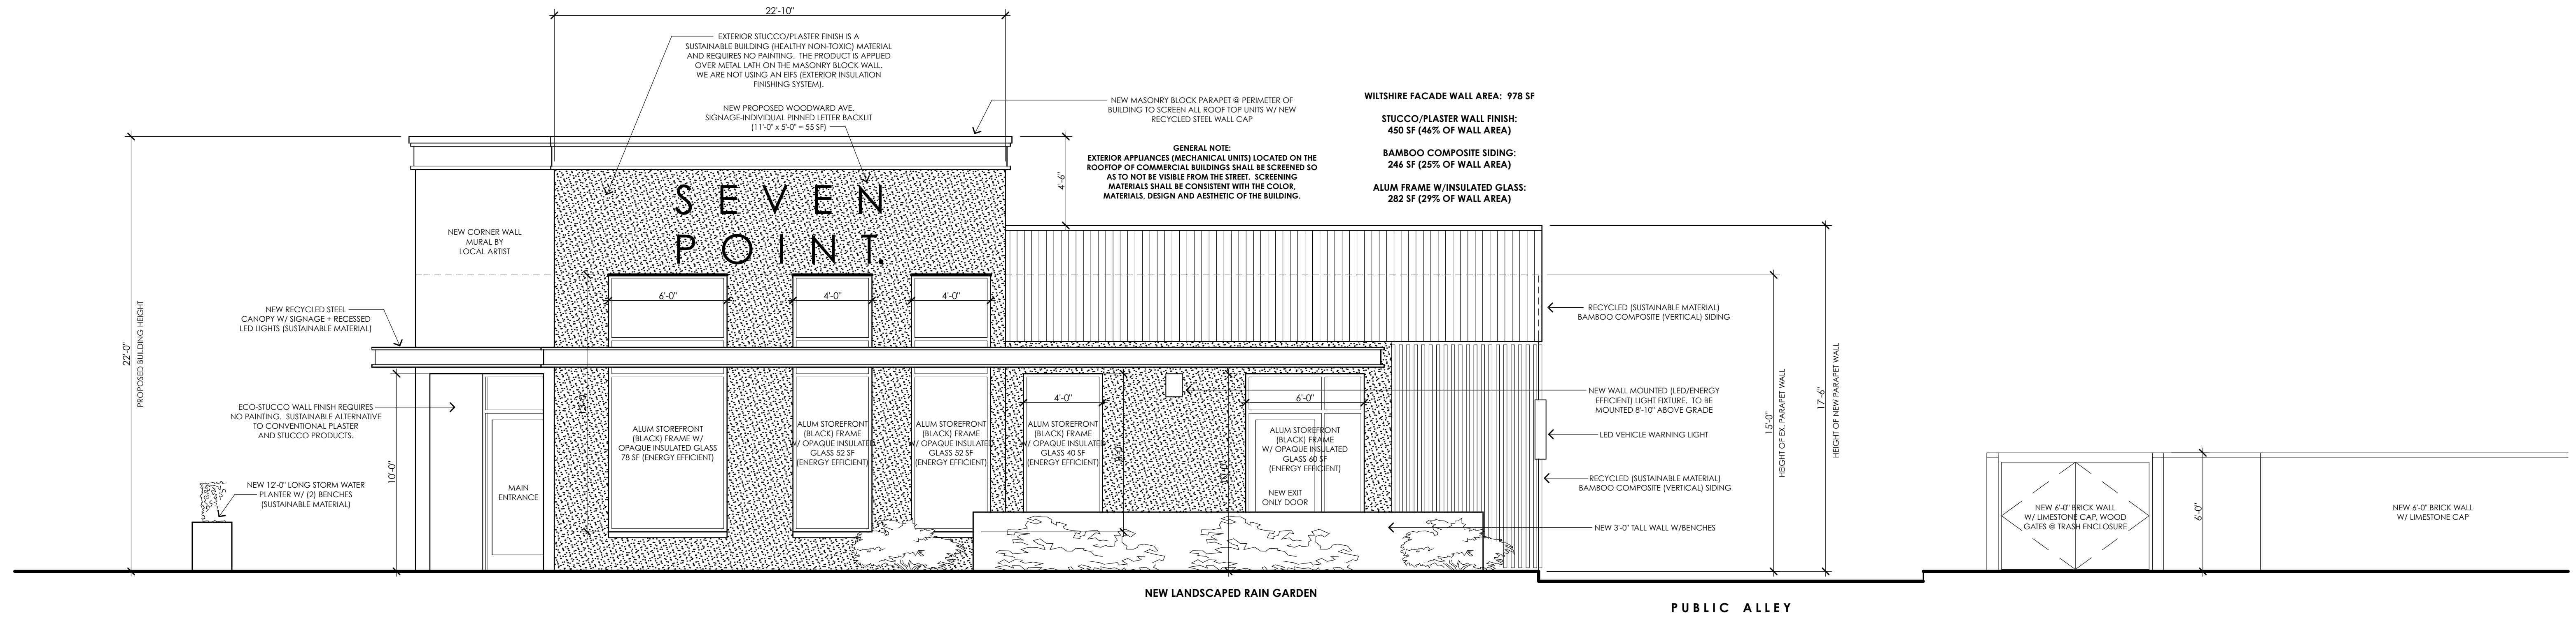 22'-10"
EXTERIOR STUCCO/PLASTER FINISH IS A
SUSTAINABLE BUILDING (HEALTHY NON-TOXIC) MATERIAL
AND REQUIRES NO PAINTING. THE PRODUCT IS APPLIED
OVER METAL LATH ON THE MASONRY BLOCK WALL.
WE ARE NOT USING AN EIFS (EXTERIOR INSULATION
FINISHING SYSTEM).
NEW PROPOSED WOODWARD AVE.
SIGNAGE-INDIVIDUAL PINNED LETTER BACKLIT
(11'-0" x 5'-0" = 55 SF)
NEW MASONRY BLOCK PARAPET @ PERIMETER OF
BUILDING TO SCREEN ALL ROOF TOP UNITS W/ NEW
RECYCLED STEEL WALL CAP
GENERAL NOTE:
EXTERIOR APPLIANCES (MECHANICAL UNITS) LOCATED ON THE
ROOFTOP OF COMMERCIAL BUILDINGS SHALL BE SCREENED SO
AS TO NOT BE VISIBLE FROM THE STREET. SCREENING
MATERIALS SHALL BE CONSISTENT WITH THE COLOR,
MATERIALS, DESIGN AND AESTHETIC OF THE BUILDING.
WILTSHIRE FACADE WALL AREA: 978 SF
STUCCO/PLASTER WALL FINISH:
450 SF (46% OF WALL AREA)
BAMBOO COMPOSITE SIDING:
246 SF (25% OF WALL AREA)
ALUM FRAME W/INSULATED GLASS:
282 SF (29% OF WALL AREA)
4'-6"
SEVEN
POINT.
NEW CORNER WALL
MURAL BY
LOCAL ARTIST
22'-0"
PROPOSED BUILDING HEIGHT
NEW RECYCLED STEEL
CANOPY W/ SIGNAGE + RECESSED
LED LIGHTS (SUSTAINABLE MATERIAL)
ECO-STUCCO WALL FINISH REQUIRES
NO PAINTING. SUSTAINABLE ALTERNATIVE
TO CONVENTIONAL PLASTER
AND STUCCO PRODUCTS.
NEW 12'-0" LONG STORM WATER
PLANTER W/ (2) BENCHES
(SUSTAINABLE MATERIAL)
10'-0"
MAIN
ENTRANCE
6'-0"
4'-0"
4'-0"
ALUM STOREFRONT
(BLACK) FRAME W/
OPAQUE INSULATED GLASS
78 SF (ENERGY EFFICIENT)
ALUM STOREFRONT
(BLACK) FRAME
W/ OPAQUE INSULATED
GLASS 52 SF
(ENERGY EFFICIENT)
ALUM STOREFRONT
(BLACK) FRAME
W/ OPAQUE INSULATED
GLASS 52 SF
(ENERGY EFFICIENT)
4'-0"
ALUM STOREFRONT
(BLACK) FRAME
W/ OPAQUE INSULATED
GLASS 40 SF
(ENERGY EFFICIENT)
6'-0"
ALUM STOREFRONT
(BLACK) FRAME
W/ OPAQUE INSULATED
GLASS 60 SF
(ENERGY EFFICIENT)
NEW EXIT
ONLY DOOR
RECYCLED (SUSTAINABLE MATERIAL)
BAMBOO COMPOSITE (VERTICAL) SIDING
NEW WALL MOUNTED (LED/ENERGY
EFFICIENT) LIGHT FIXTURE. TO BE
MOUNTED 8'-10" ABOVE GRADE
LED VEHICLE WARNING LIGHT
RECYCLED (SUSTAINABLE MATERIAL)
BAMBOO COMPOSITE (VERTICAL) SIDING
NEW 3'-0" TALL WALL W/BENCHES
15'-0"
HEIGHT OF EX. PARAPET WALL
17'-6"
HEIGHT OF NEW PARAPET WALL
NEW 6'-0" BRICK WALL
W/ LIMESTONE CAP, WOOD
GATES @ TRASH ENCLOSURE
6'-0"
NEW 6'-0" BRICK WALL
W/ LIMESTONE CAP
NEW LANDSCAPED RAIN GARDEN
PUBLIC ALLEY